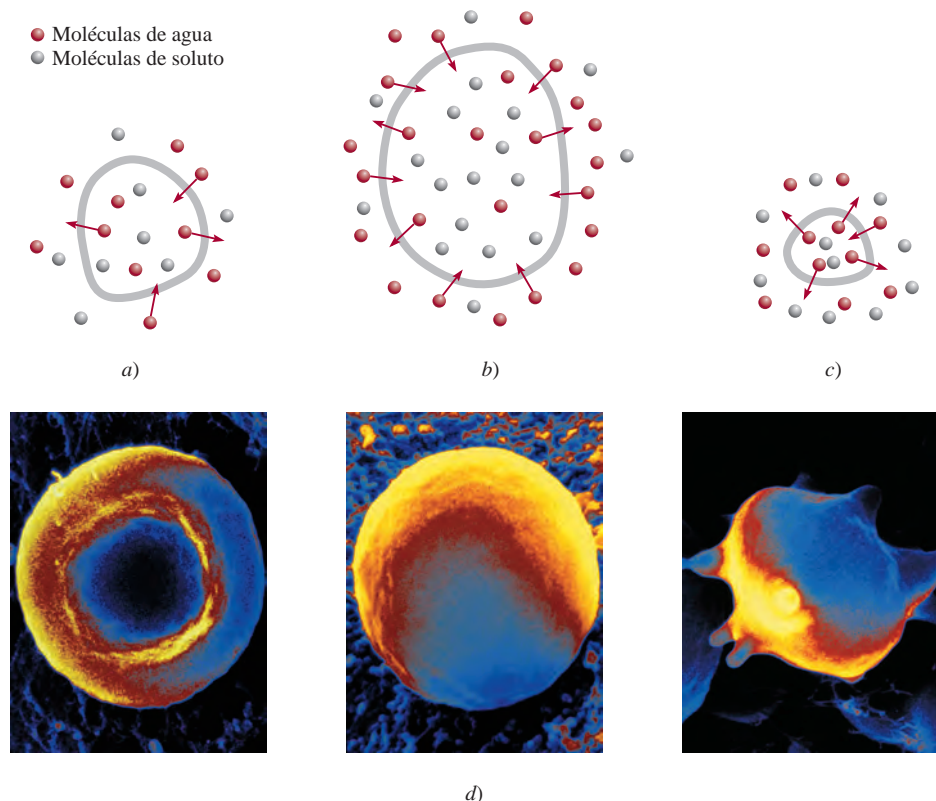 Moléculas de agua
Moléculas de soluto
a)
b)
c)
d)